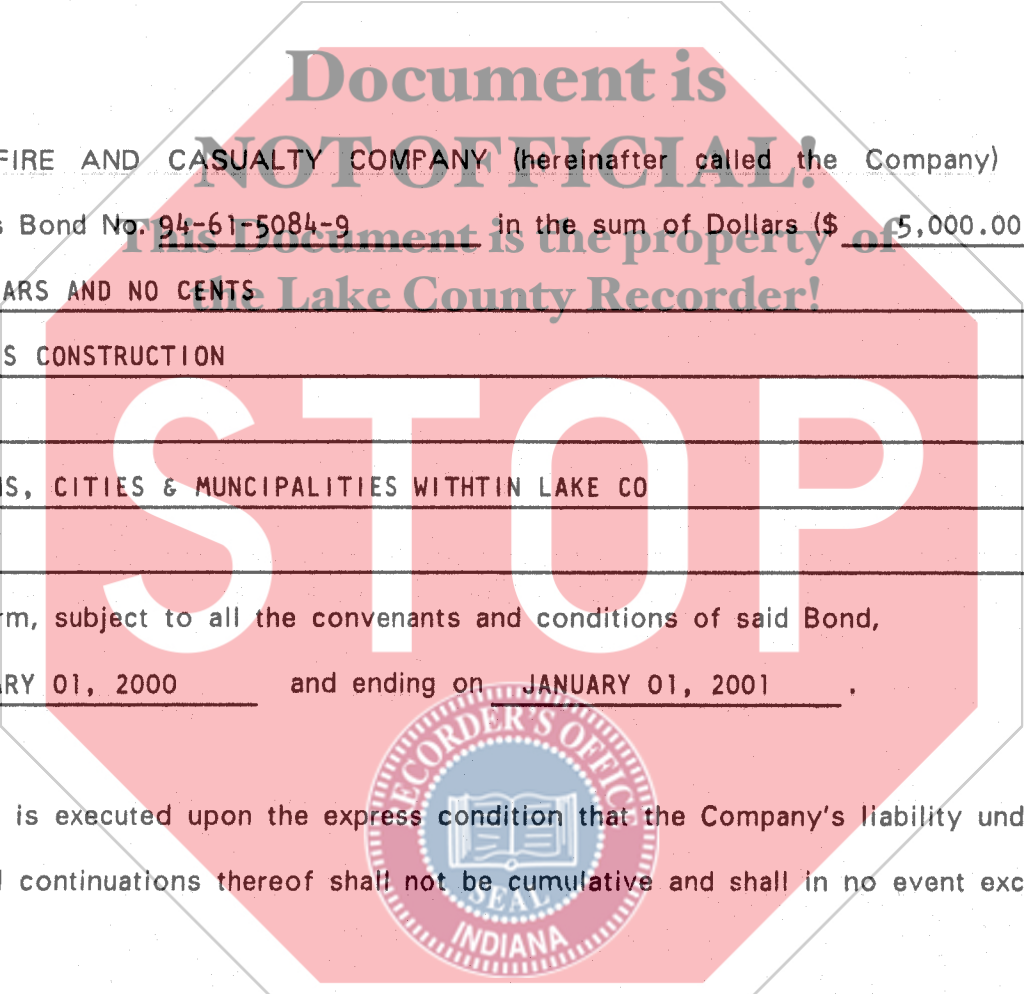 Document is
NOT OFFICIAL!
This Document is the property of
the Lake County Recorder!
STOP
FIRE AND CASUALTY COMPANY (hereinafter called the Company)
s Bond No. 94-61-5084-9 in the sum of Dollars ($ 5,000.00
ARS AND NO CENTS
S CONSTRUCTION
NS, CITIES & MUNCIPALITIES WITHTIN LAKE CO
rm, subject to all the convenants and conditions of said Bond,
RY 01, 2000 and ending on JANUARY 01, 2001 .
is executed upon the express condition that the Company's liability und
continuations thereof shall not be cumulative and shall in no event exc
RECORDER'S OFFICE
SEAL
INDIANA